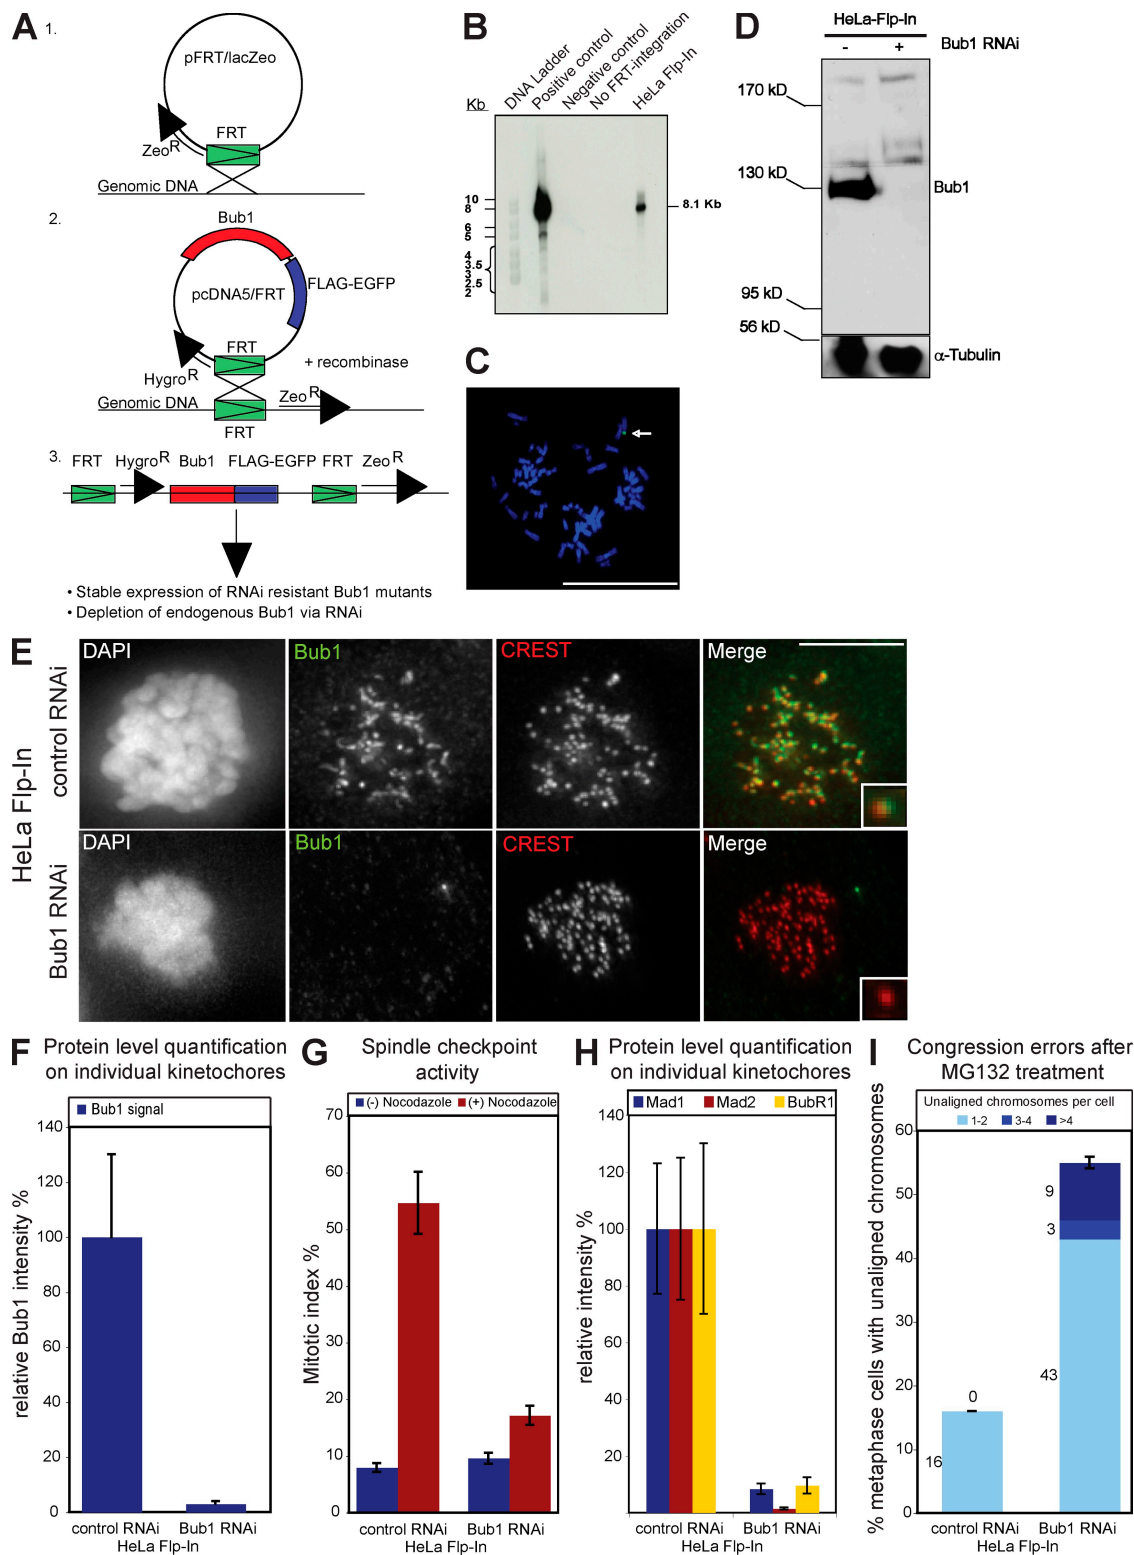 A
1.
pFRT/lacZeo
FRT
ZeoR
Genomic DNA
2.
Bub1
FLAG-EGFP
pcDNA5/FRT
FRT
+ recombinase
HygroR
ZeoR
Genomic DNA
FRT
3.
FRT HygroR Bub1 FLAG-EGFP FRT ZeoR
• Stable expression of RNAi resistant Bub1 mutants
• Depletion of endogenous Bub1 via RNAi
B
Kb
DNA Ladder
Positive control
Negative control
No FRT-integration
HeLa Flp-In
10
8
6
5
4
3.5
3
2.5
2
8.1 Kb
C
D
HeLa-Flp-In
- + Bub1 RNAi
170 kD
130 kD
Bub1
95 kD
56 kD
α-Tubulin
E
HeLa Flp-In
control RNAi
DAPI
Bub1
CREST
Merge
Bub1 RNAi
DAPI
Bub1
CREST
Merge
F
Protein level quantification
on individual kinetochores
Bub1 signal
relative Bub1 intensity %
140
120
100
80
60
40
20
0
control RNAi Bub1 RNAi
HeLa Flp-In
G
Spindle checkpoint
activity
(-) Nocodazole (+) Nocodazole
Mitotic index %
70
60
50
40
30
20
10
0
control RNAi Bub1 RNAi
HeLa Flp-In
H
Protein level quantification
on individual kinetochores
Mad1 Mad2 BubR1
relative intensity %
140
120
100
80
60
40
20
control RNAi Bub1 RNAi
HeLa Flp-In
I
Congression errors after
MG132 treatment
Unaligned chromosomes per cell
1-2 3-4 >4
% metaphase cells with unaligned chromosomes
60
50
40
30
20
10
0
0
16
9
3
43
control RNAi Bub1 RNAi
HeLa Flp-In